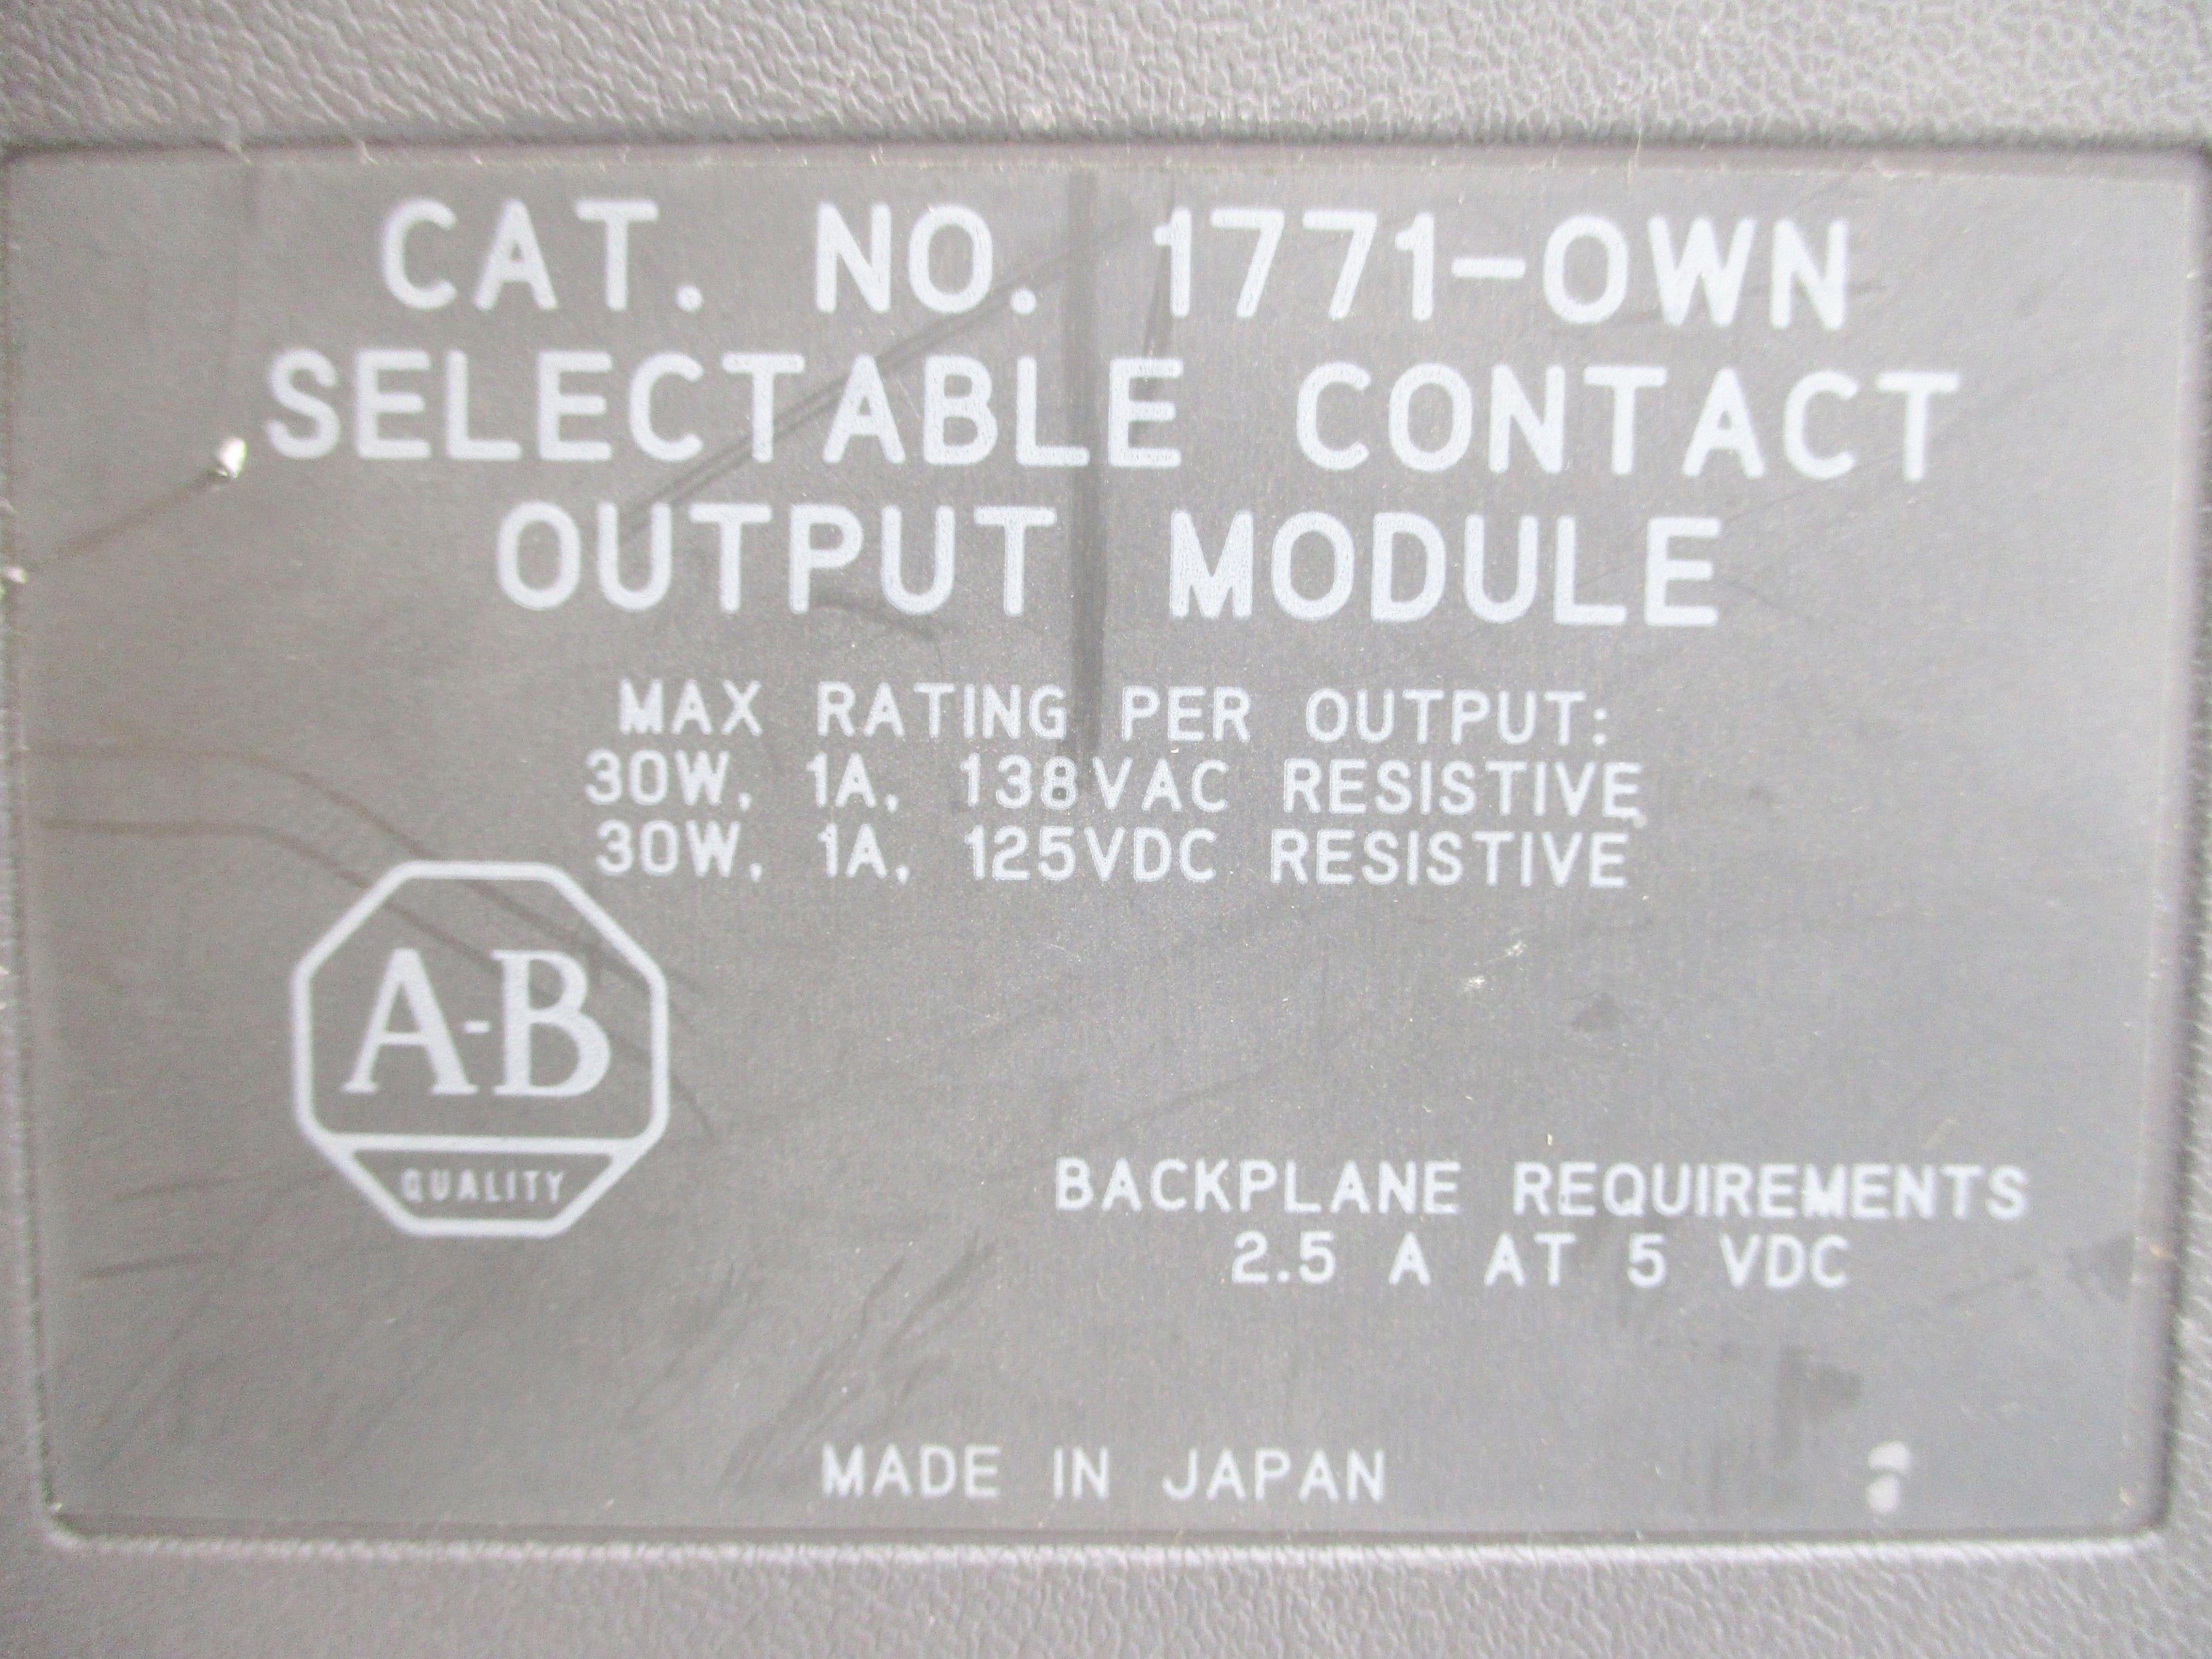 CAT. NO. 1771-OWN
SELECTABLE CONTACT
OUTPUT MODULE
MAX RATING PER OUTPUT:
30W, 1A, 138VAC RESISTIVE
30W, 1A, 125VDC RESISTIVE
A-B
QUALITY
BACKPLANE REQUIREMENTS
2.5 A AT 5 VDC
MADE IN JAPAN